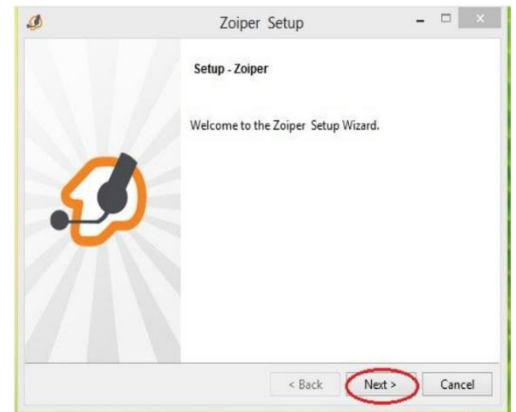 Zoiper Setup
Setup - Zoiper
Welcome to the Zoiper Setup Wizard.
< Back Next > Cancel